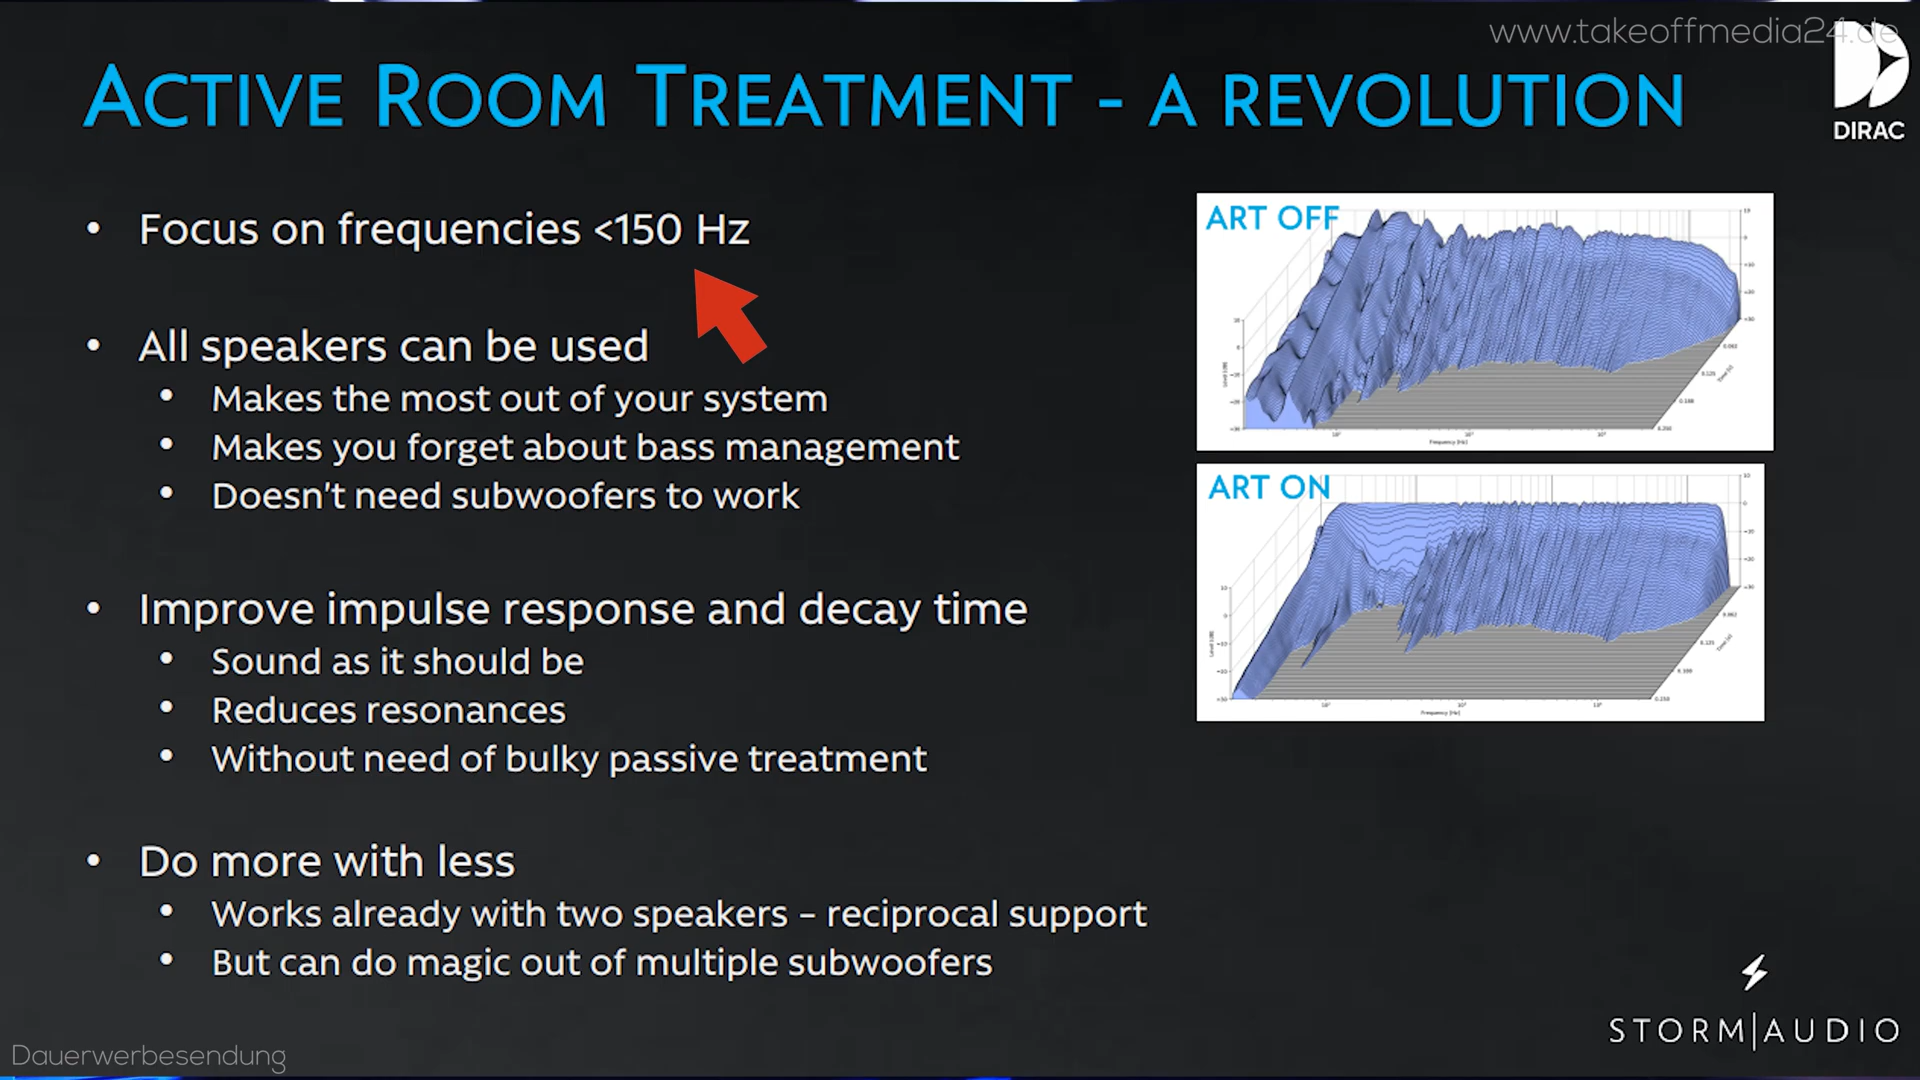 www.takeoffmedia24.de
ACTIVE ROOM TREATMENT - A REVOLUTION
DIRAC
• Focus on frequencies <150 Hz
• All speakers can be used
• Makes the most out of your system
• Makes you forget about bass management
• Doesn't need subwoofers to work
• Improve impulse response and decay time
• Sound as it should be
• Reduces resonances
• Without need of bulky passive treatment
• Do more with less
• Works already with two speakers – reciprocal support
• But can do magic out of multiple subwoofers
ART OFF
Frequency [Hz]
ART ON
Frequency [Hz]
STORM|AUDIO
Dauerwerbesendung